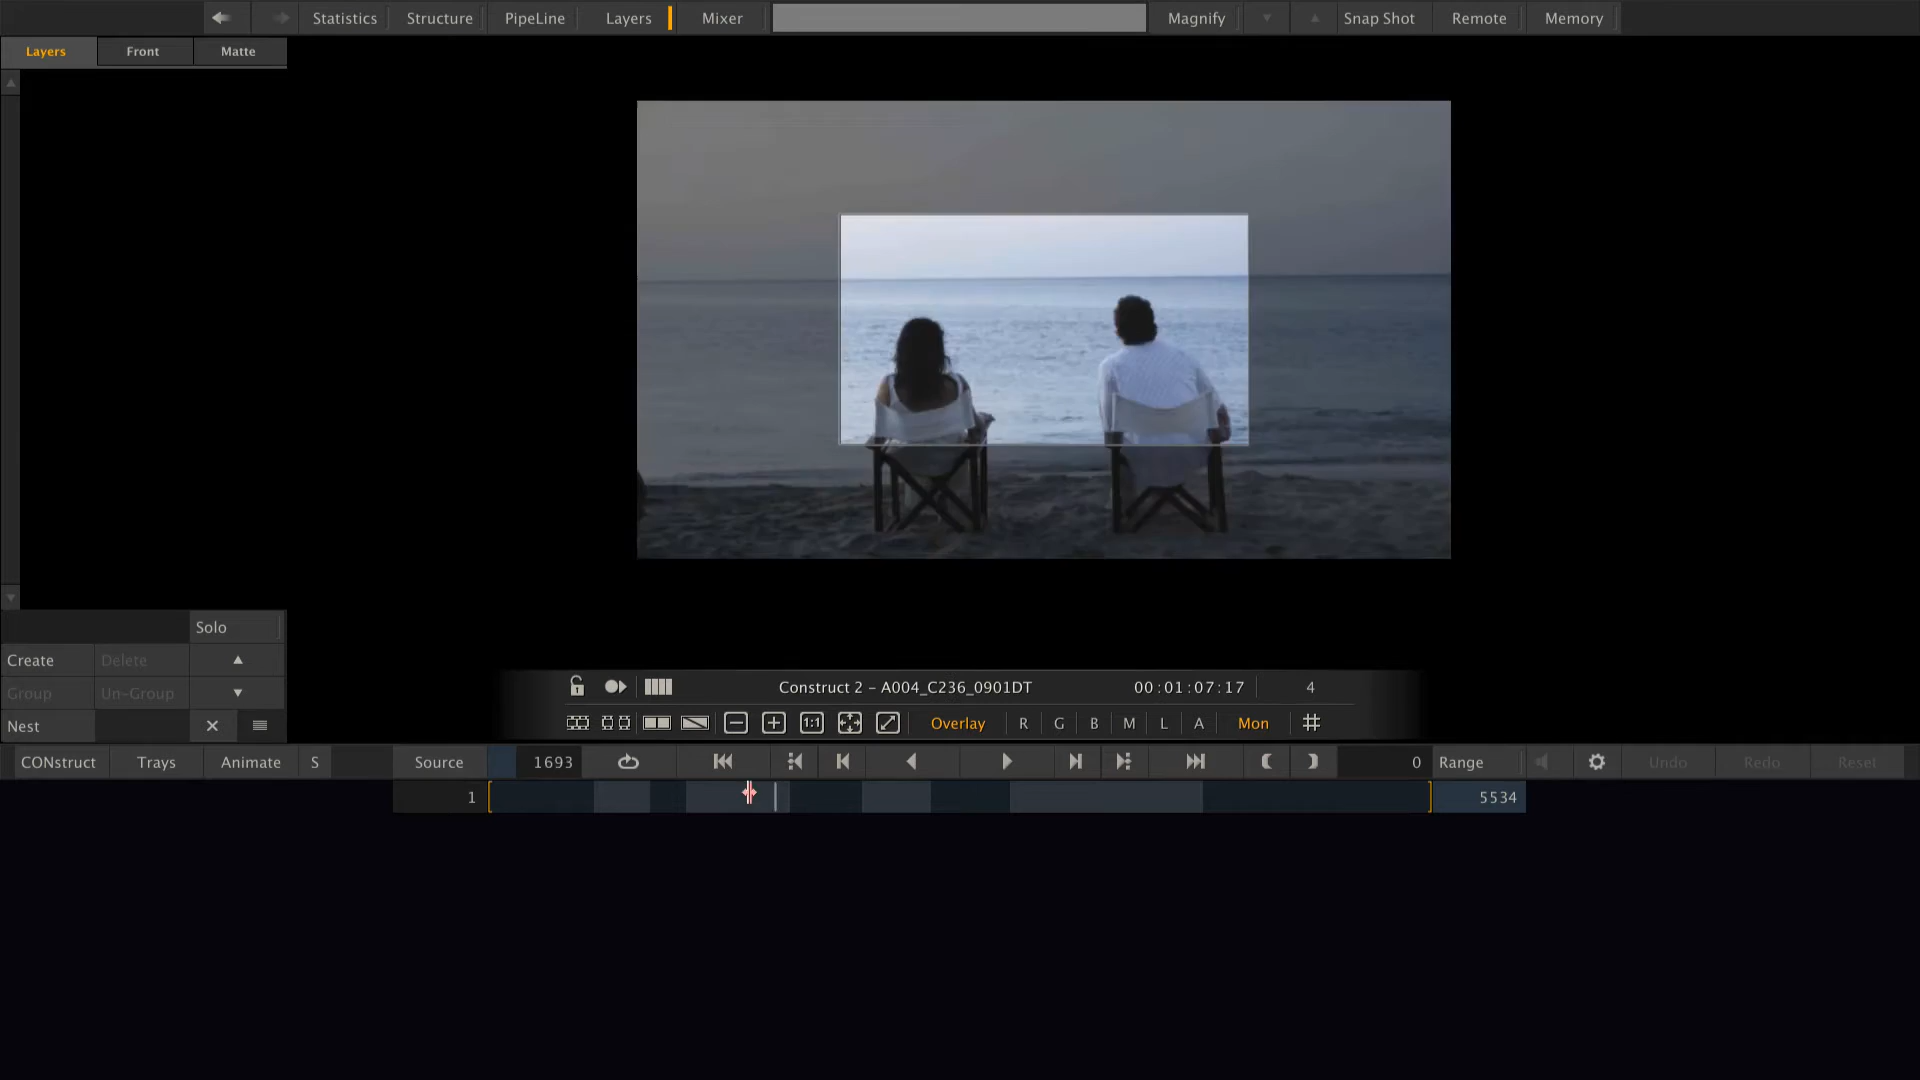 Statistics Structure PipeLine Layers Mixer Magnify Snap Shot Remote Memory
Layers Front Matte
Solo
Create Delete
Group Un-Group
Nest
Construct 2 - A004_C236_0901DT 00:01:07:17 4
1:1 Overlay R G B M L A Mon
CONstruct Trays Animate S Source 1693 0 Range Undo Redo Reset
1 5534